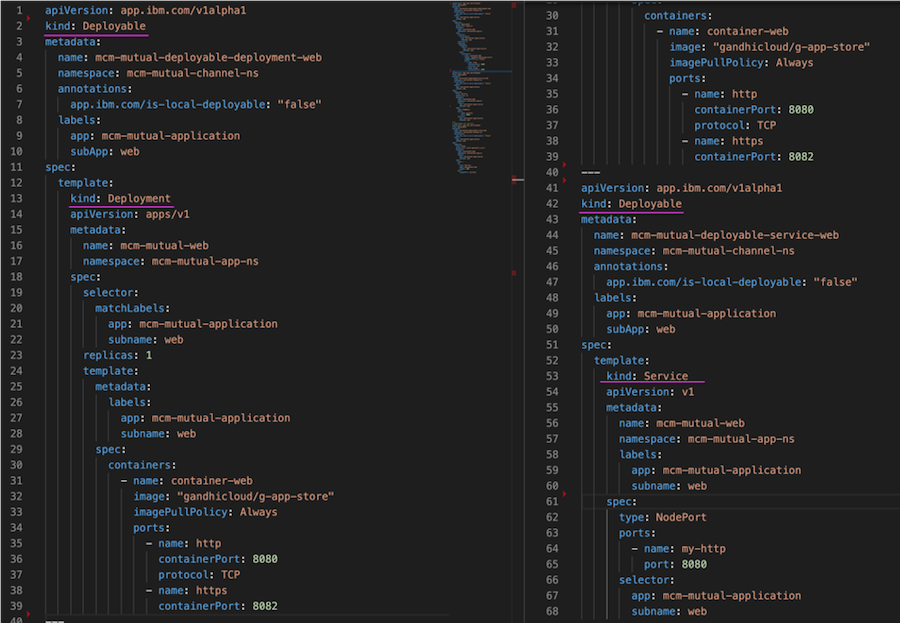 1 apiVersion: app.ibm.com/v1alpha1
2 kind: Deployable
3 metadata:
4   name: mcm-mutual-deployable-deployment-web
5   namespace: mcm-mutual-channel-ns
6   annotations:
7     app.ibm.com/is-local-deployable: "false"
8   labels:
9     app: mcm-mutual-application
10     subApp: web
11 spec:
12   template:
13     kind: Deployment
14     apiVersion: apps/v1
15     metadata:
16       name: mcm-mutual-web
17       namespace: mcm-mutual-app-ns
18     spec:
19       selector:
20         matchLabels:
21           app: mcm-mutual-application
22           subname: web
23       replicas: 1
24       template:
25         metadata:
26           labels:
27             app: mcm-mutual-application
28             subname: web
29         spec:
30           containers:
31             - name: container-web
32               image: "gandhicloud/g-app-store"
33               imagePullPolicy: Always
34               ports:
35                 - name: http
36                   containerPort: 8080
37                   protocol: TCP
38                 - name: https
39                   containerPort: 8082
40 ---
30           containers:
31             - name: container-web
32               image: "gandhicloud/g-app-store"
33               imagePullPolicy: Always
34               ports:
35                 - name: http
36                   containerPort: 8080
37                   protocol: TCP
38                 - name: https
39                   containerPort: 8082
40 ---
41 apiVersion: app.ibm.com/v1alpha1
42 kind: Deployable
43 metadata:
44   name: mcm-mutual-deployable-service-web
45   namespace: mcm-mutual-channel-ns
46   annotations:
47     app.ibm.com/is-local-deployable: "false"
48   labels:
49     app: mcm-mutual-application
50     subApp: web
51 spec:
52   template:
53     kind: Service
54     apiVersion: v1
55     metadata:
56       name: mcm-mutual-web
57       namespace: mcm-mutual-app-ns
58       labels:
59         app: mcm-mutual-application
60         subname: web
61     spec:
62       type: NodePort
63       ports:
64         - name: my-http
65           port: 8080
66       selector:
67         app: mcm-mutual-application
68         subname: web